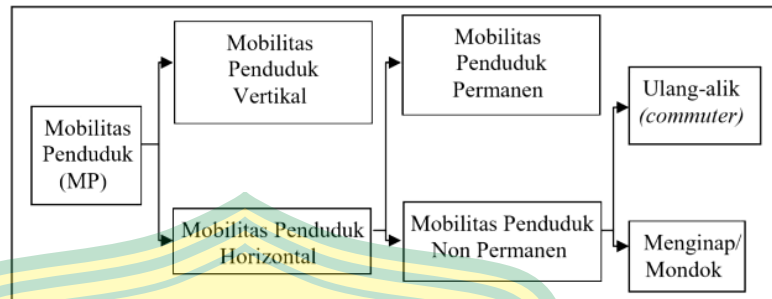 Mobilitas
Penduduk
(MP)
Mobilitas
Penduduk
Vertikal
Mobilitas Penduduk
Horizontal
Mobilitas
Penduduk
Permanen
Mobilitas Penduduk
Non Permanen
Ulang-alik
(commuter)
Menginap/
Mondok